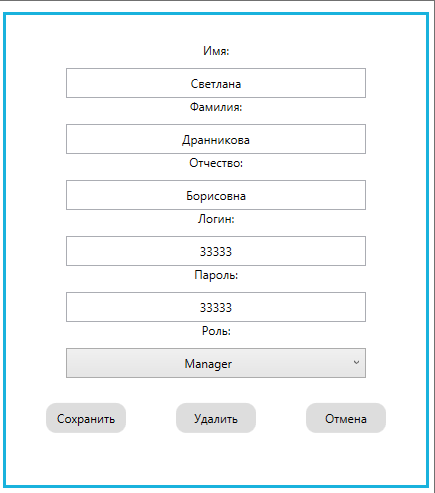 Имя:
Светлана
Фамилия:
Дранникова
Отчество:
Борисовна
Логин:
33333
Пароль:
33333
Роль:
Manager
Сохранить Удалить Отмена